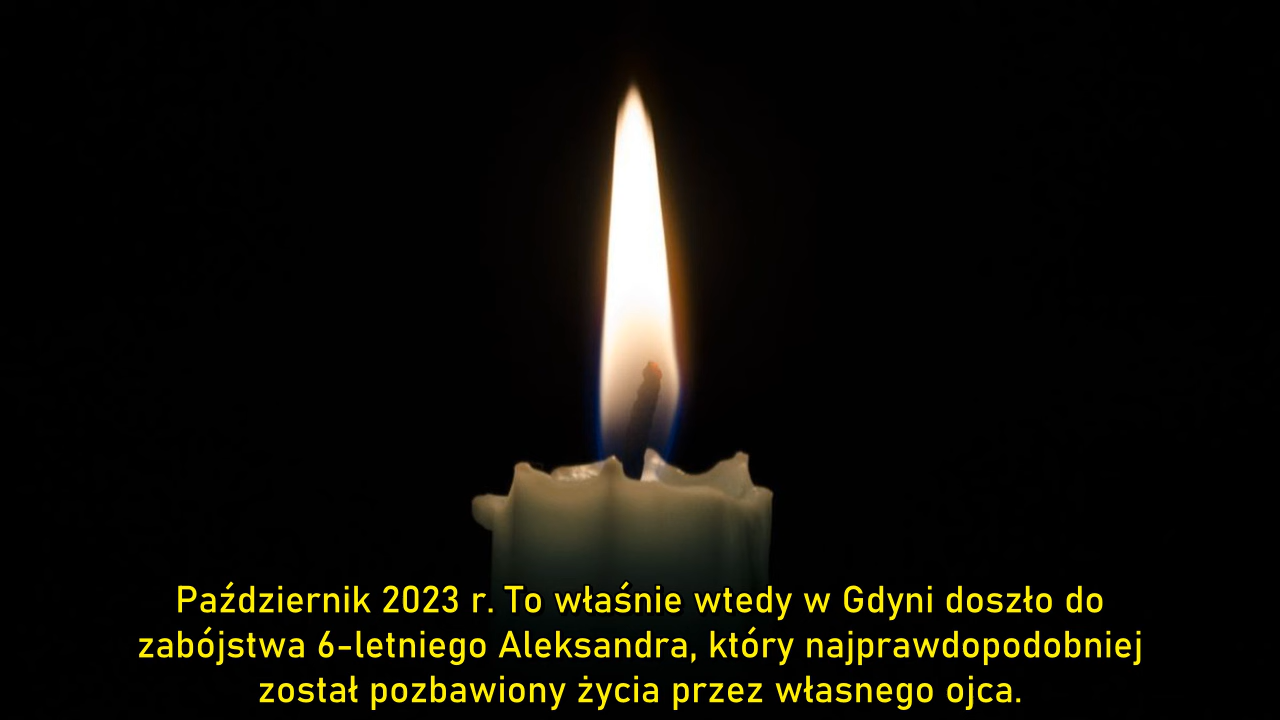 Październik 2023 r. To właśnie wtedy w Gdyni doszło do
zabójstwa 6-letniego Aleksandra, który najprawdopodobniej
został pozbawiony życia przez własnego ojca.